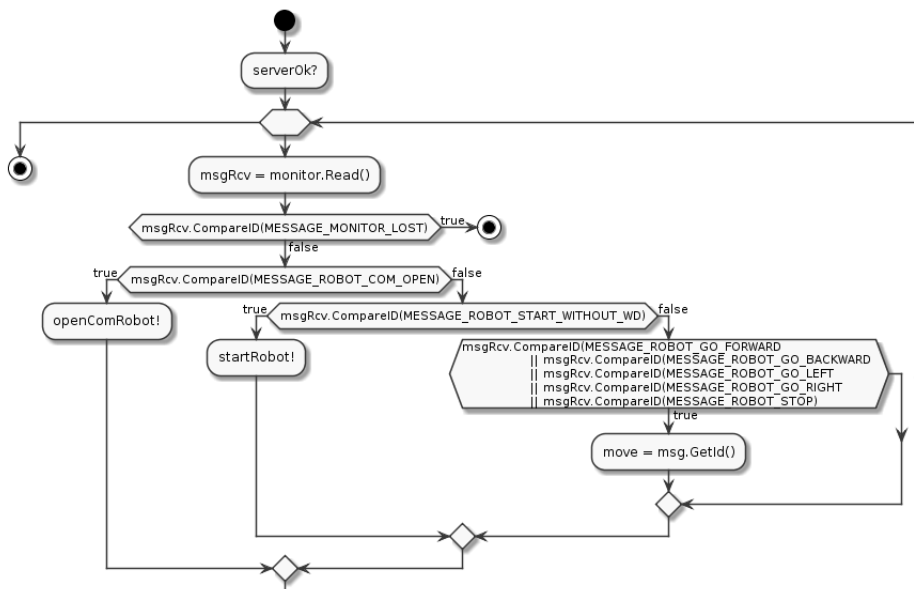 serverOk?
msgRcv = monitor.Read()
msgRcv.CompareID(MESSAGE_MONITOR_LOST)
true
false
true
msgRcv.CompareID(MESSAGE_ROBOT_COM_OPEN)
false
openComRobot!
true
msgRcv.CompareID(MESSAGE_ROBOT_START_WITHOUT_WD)
false
startRobot!
msgRcv.CompareID(MESSAGE_ROBOT_GO_FORWARD
|| msgRcv.CompareID(MESSAGE_ROBOT_GO_BACKWARD
|| msgRcv.CompareID(MESSAGE_ROBOT_GO_LEFT
|| msgRcv.CompareID(MESSAGE_ROBOT_GO_RIGHT
|| msgRcv.CompareID(MESSAGE_ROBOT_STOP)
true
move = msg.GetId()